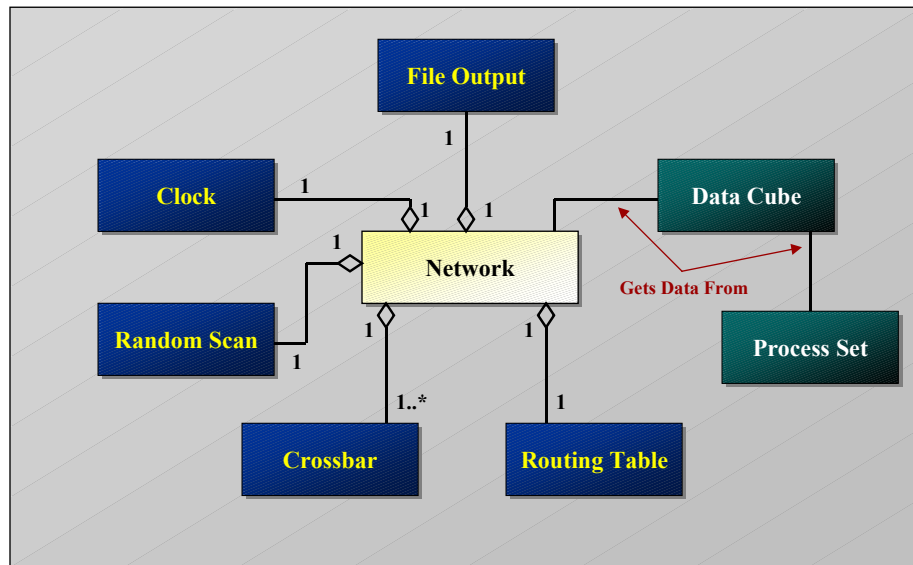 File Output
1
Clock
1
1
1
Data Cube
1
Network
Gets Data From
Random Scan
1
1
1
Process Set
1..*
1
Crossbar
Routing Table